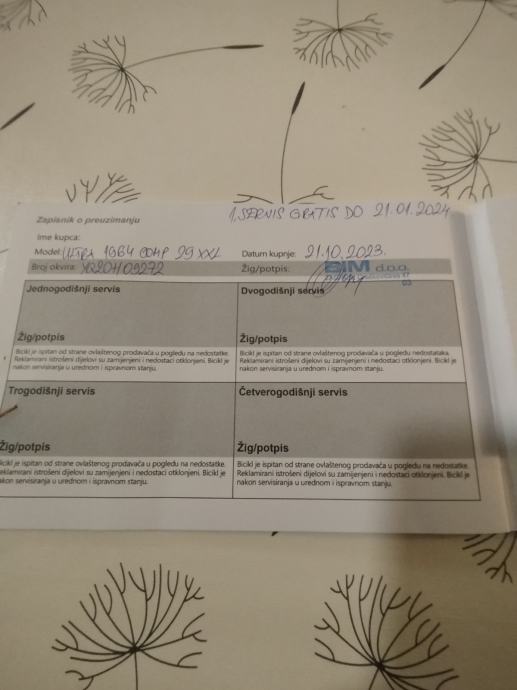 1. SERVIS GRATIS DO 21.01.2024
Zapisnik o preuzimanju
Ime kupca:
Model: ULTRA 1664 COMP 29 XXL Datum kupnje: 21.10.2023.
Broj okvira: Žig/potpis: BIM d.o.o.
03
Jednogodišnji servis
Žig/potpis
Bicikl je ispitan od strane ovlaštenog prodavača u pogledu na nedostatke.
Reklamirani istrošeni dijelovi su zamijenjeni i nedostaci otklonjeni. Bicikl je
nakon servisiranja u urednom i ispravnom stanju.
Dvogodišnji servis
Žig/potpis
Bicikl je ispitan od strane ovlaštenog prodavača u pogledu na nedostataka.
Reklamirani istrošeni dijelovi su zamijenjeni i nedostaci otklonjeni. Bicikl je
nakon servisiranja u urednom i ispravnom stanju.
Trogodišnji servis
Žig/potpis
Bicikl je ispitan od strane ovlaštenog prodavača u pogledu na nedostatke.
Reklamirani istrošeni dijelovi su zamijenjeni i nedostaci otklonjeni. Bicikl je
nakon servisiranja u urednom i ispravnom stanju.
Četverogodišnji servis
Žig/potpis
Bicikl je ispitan od strane ovlaštenog prodavača u pogledu na nedostatke.
Reklamirani istrošeni dijelovi su zamijenjeni i nedostaci otklonjeni. Bicikl je
nakon servisiranja u urednom i ispravnom stanju.